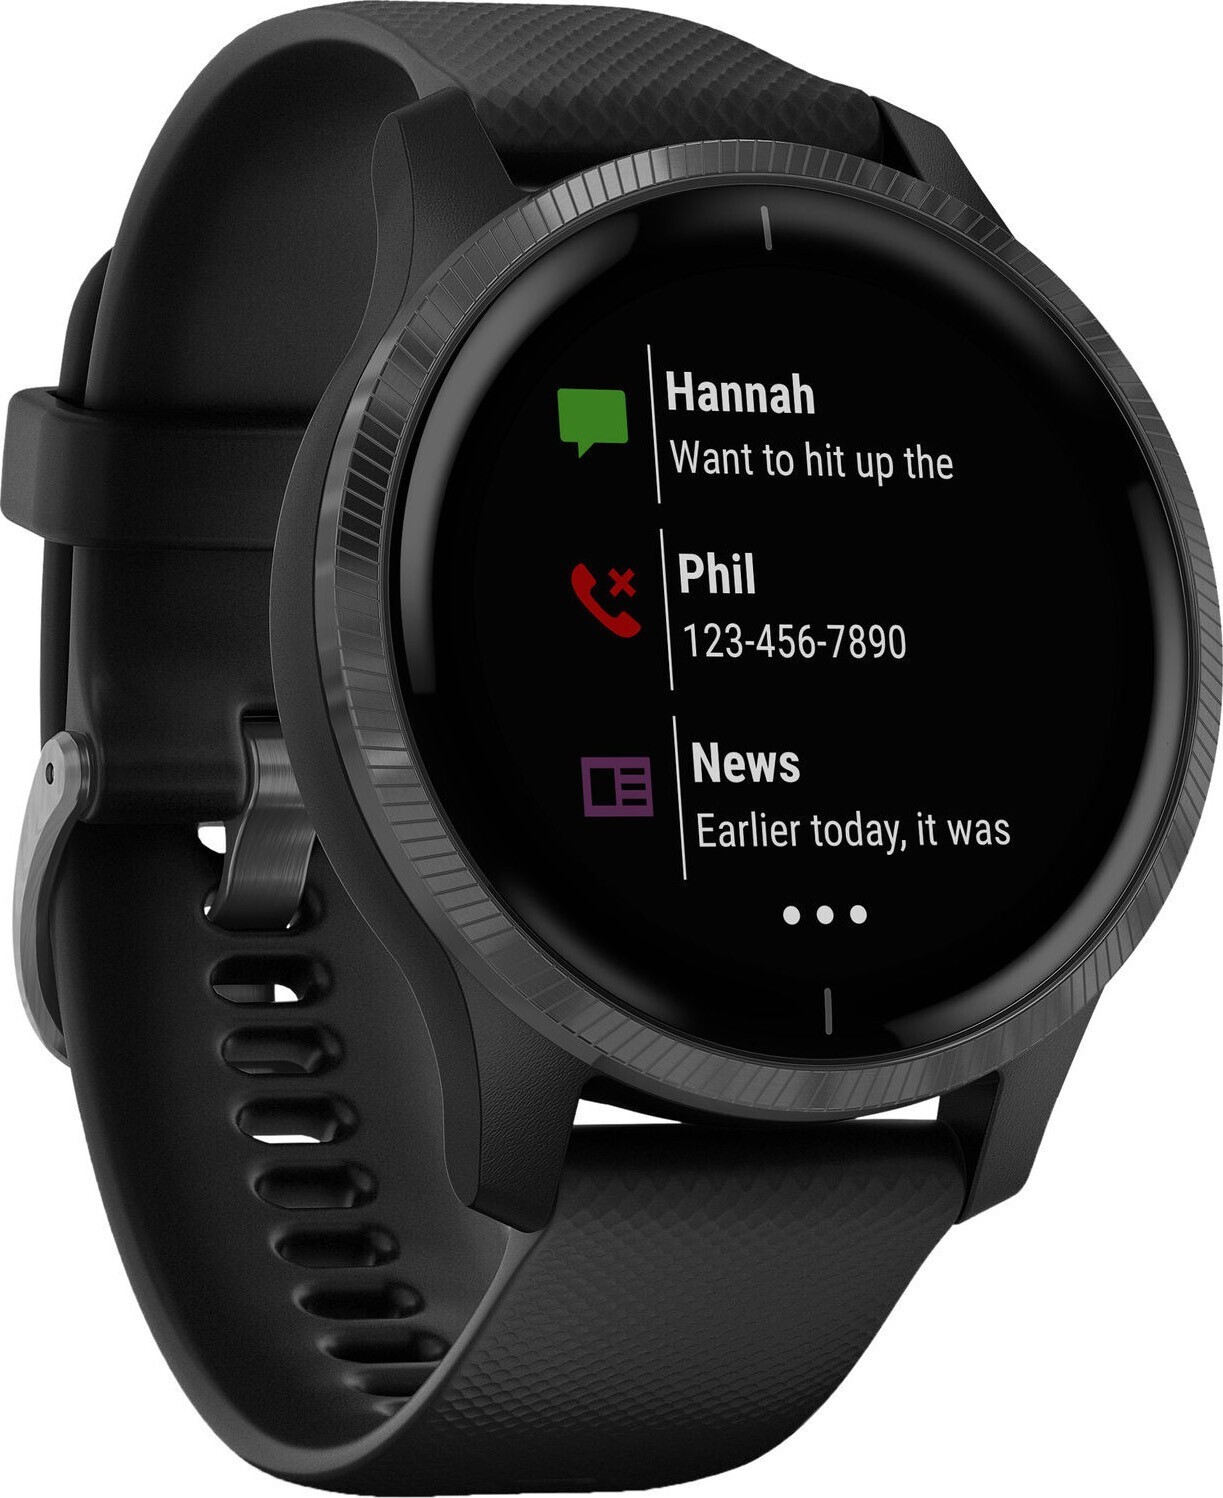 Hannah
Want to hit up the
Phil
123-456-7890
News
Earlier today, it was